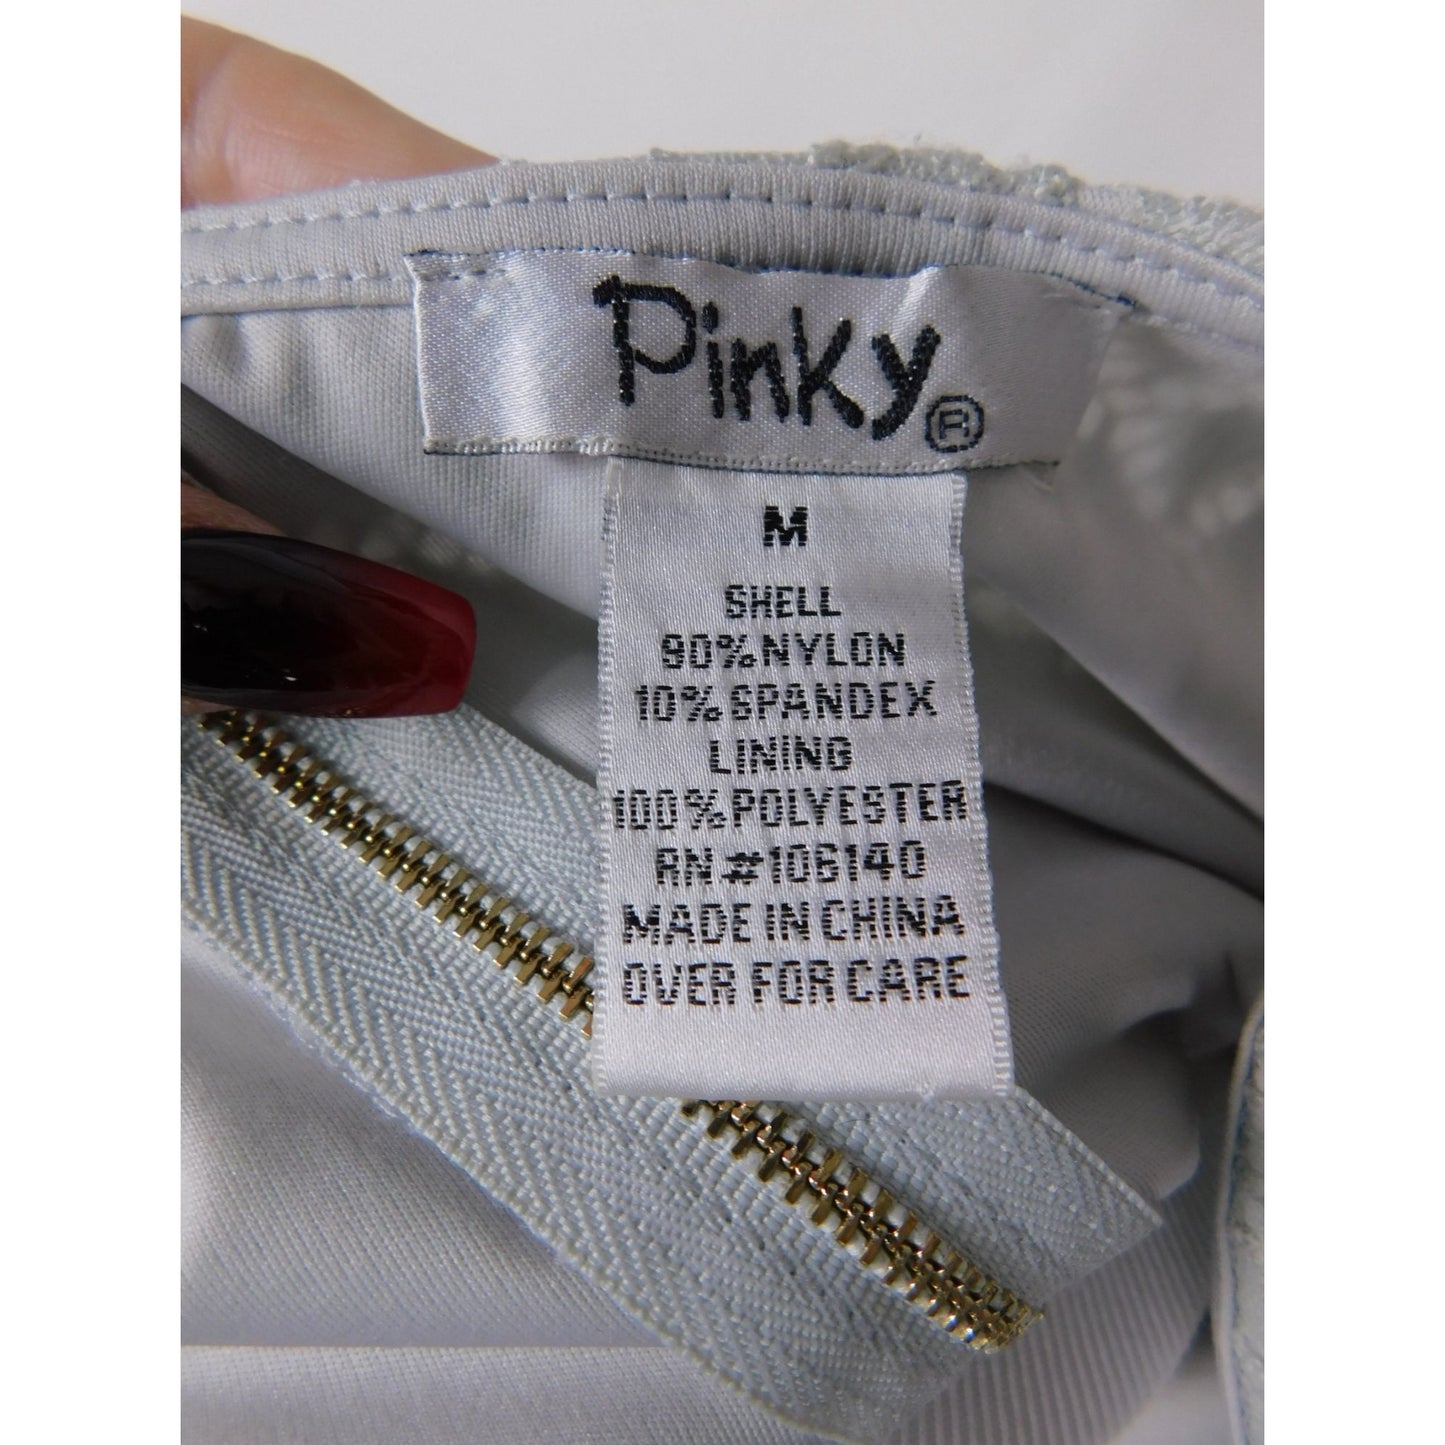 Pinky®
M
SHELL
90% NYLON
10% SPANDEX
LINING
100% POLYESTER
RN #106140
MADE IN CHINA
OVER FOR CARE